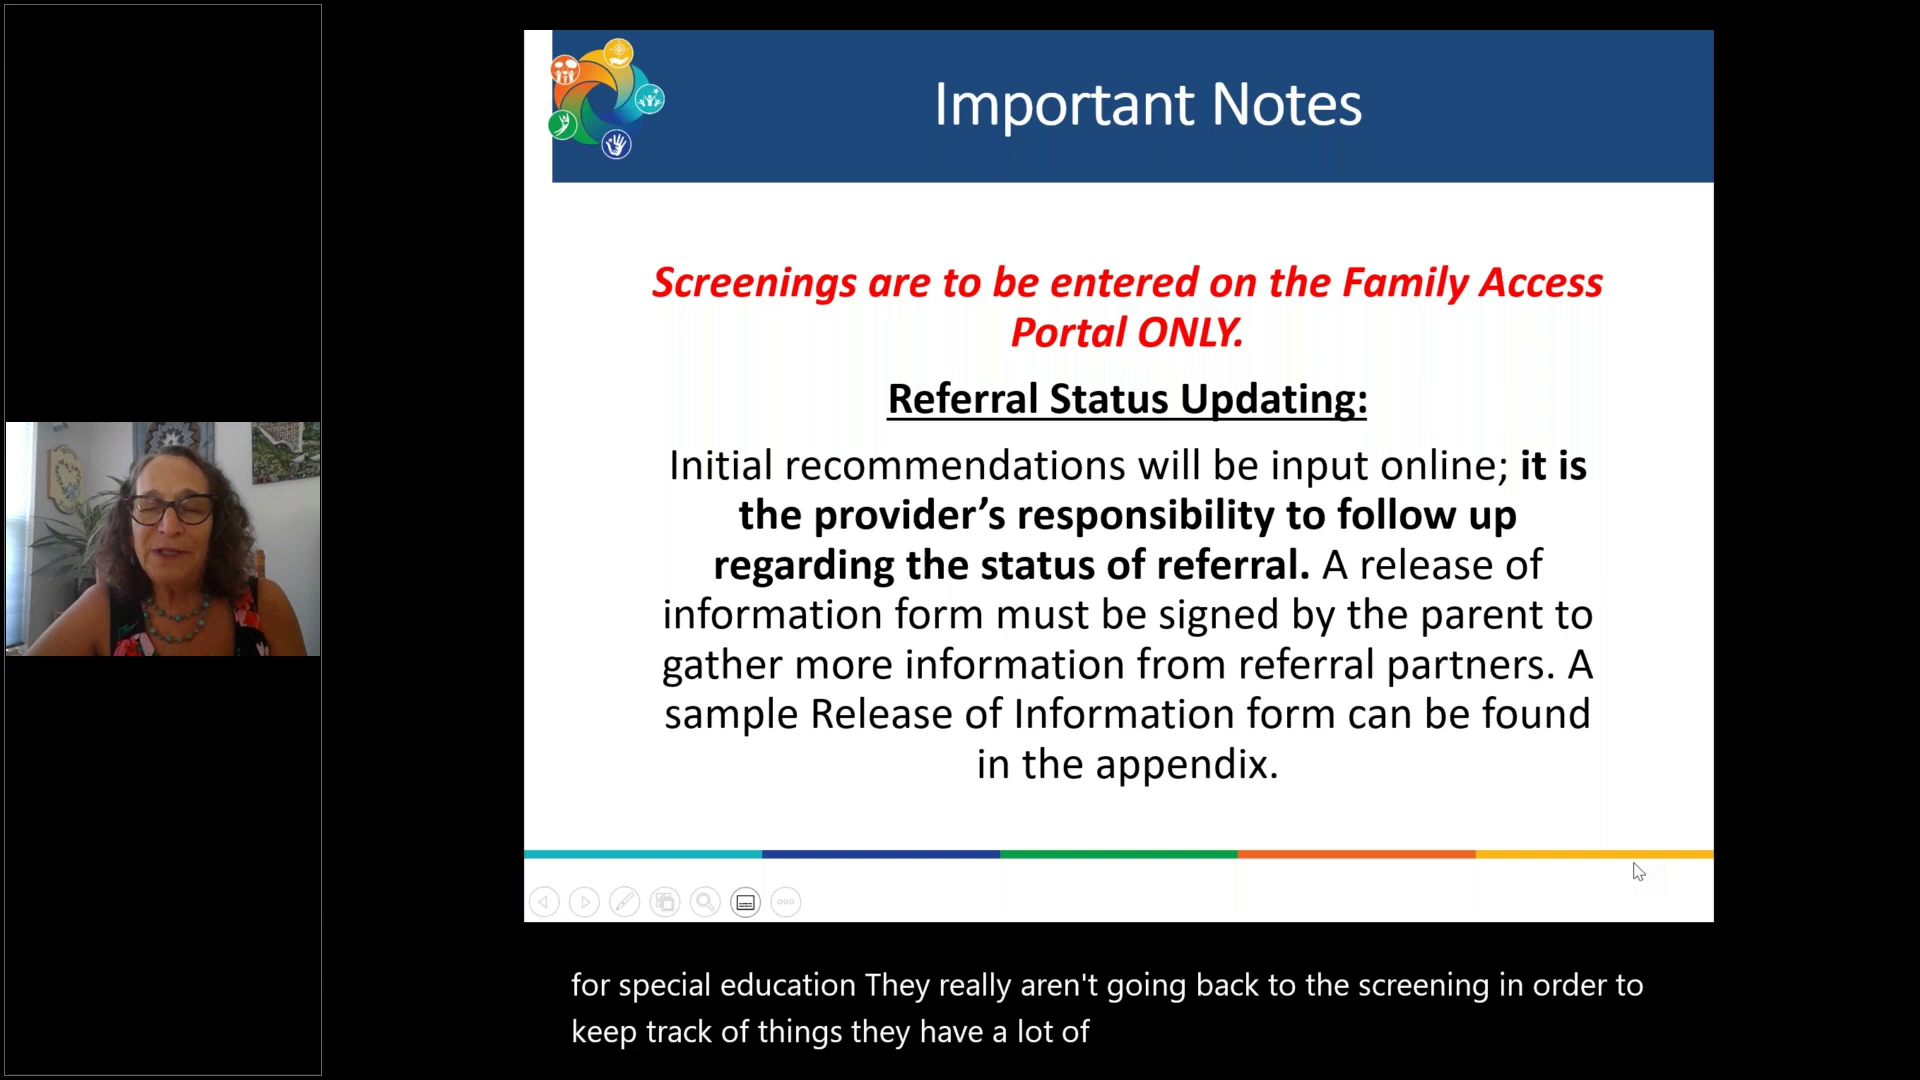 Important Notes
Screenings are to be entered on the Family Access
Portal ONLY.
Referral Status Updating:
Initial recommendations will be input online; it is
the provider’s responsibility to follow up
regarding the status of referral. A release of
information form must be signed by the parent to
gather more information from referral partners. A
sample Release of Information form can be found
in the appendix.
for special education They really aren't going back to the screening in order to
keep track of things they have a lot of